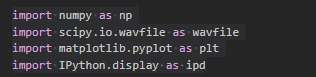 import numpy as np
import scipy.io.wavfile as wavfile
import matplotlib.pyplot as plt
import IPython.display as ipd